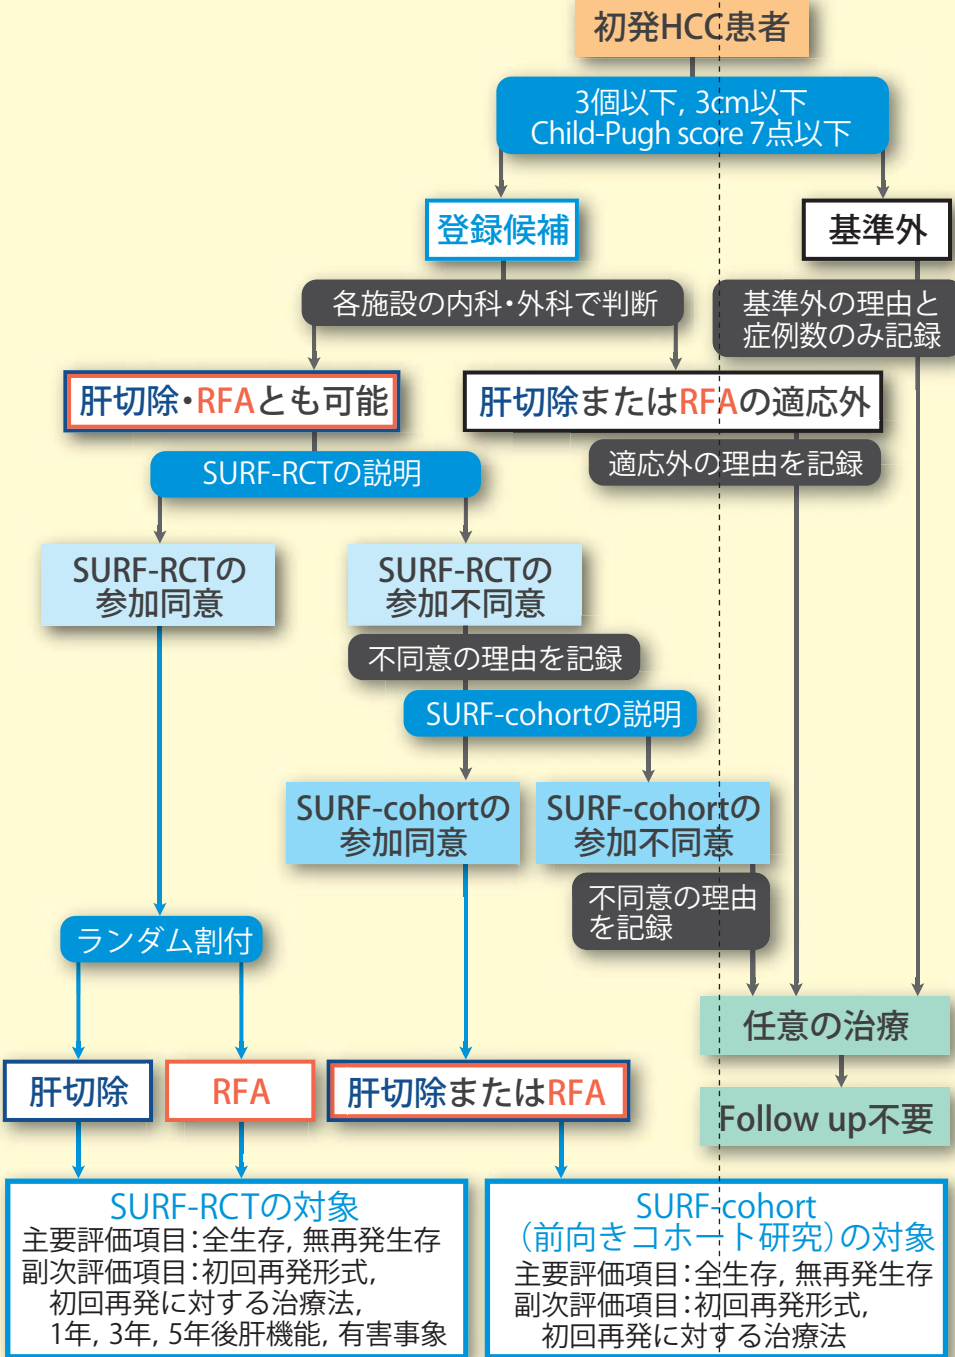 初発HCC患者
3個以下, 3cm以下
Child-Pugh score 7点以下
登録候補
基準外
各施設の内科・外科で判断
基準外の理由と
症例数のみ記録
肝切除・RFAとも可能
肝切除またはRFAの適応外
SURF-RCTの説明
適応外の理由を記録
SURF-RCTの
参加同意
SURF-RCTの
参加不同意
不同意の理由を記録
SURF-cohortの説明
SURF-cohortの
参加同意
SURF-cohortの
参加不同意
不同意の理由
を記録
ランダム割付
任意の治療
肝切除
RFA
肝切除またはRFA
Follow up不要
SURF-RCTの対象
主要評価項目：全生存, 無再発生存
副次評価項目：初回再発形式,
初回再発に対する治療法,
1年, 3年, 5年後肝機能, 有害事象
SURF-cohort
（前向きコホート研究）の対象
主要評価項目：全生存, 無再発生存
副次評価項目：初回再発形式,
初回再発に対する治療法